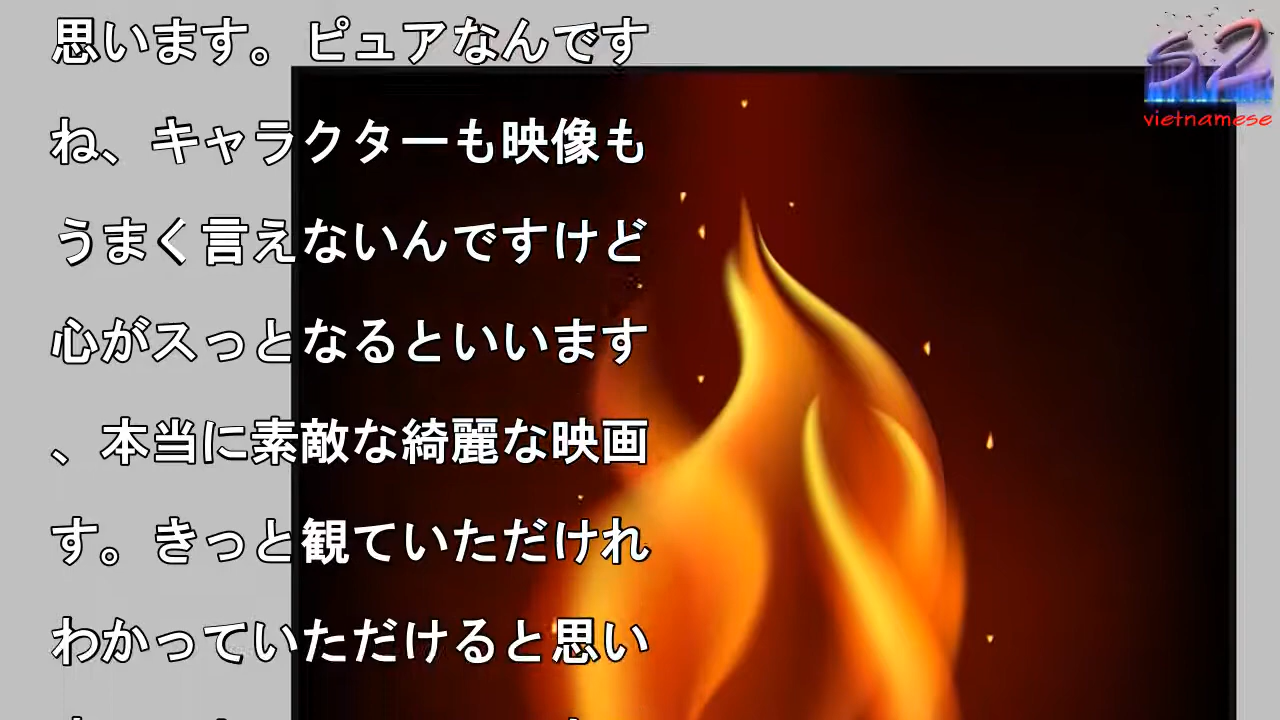 思います。ピュアなんです
ね、キャラクターも映像も
うまく言えないんですけど
心がスっとなるといいます
、本当に素敵な綺麗な映画
す。きっと観ていただけれ
わかっていただけると思い
S2
vietnamese